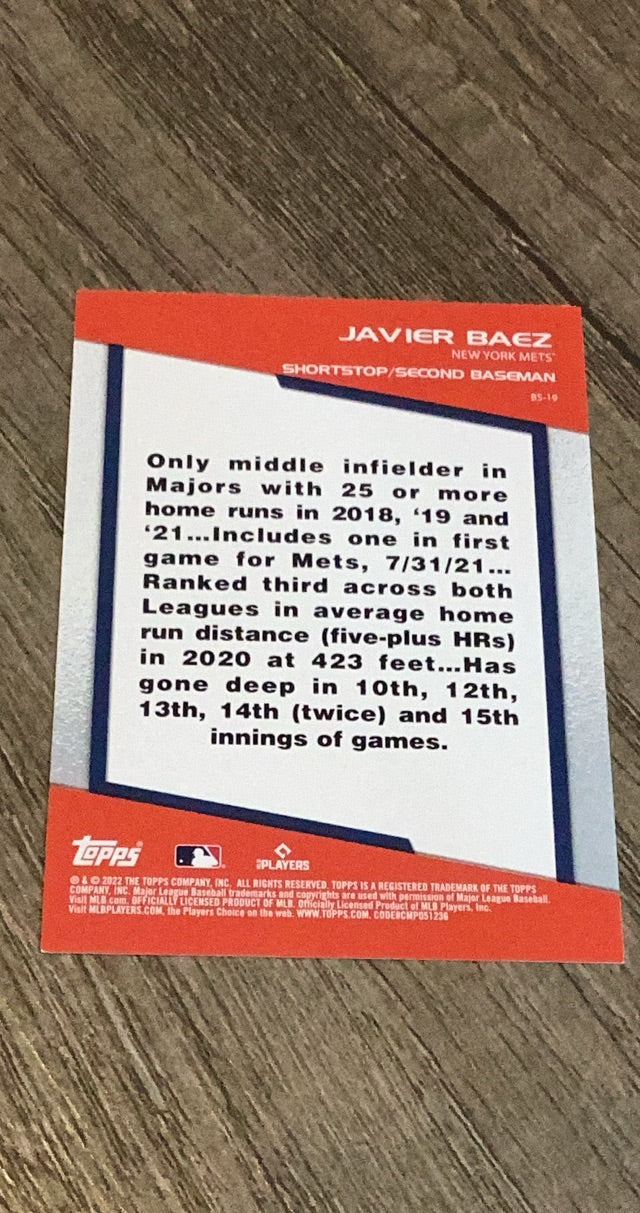 JAVIER BAEZ
NEW YORK METS
SHORTSTOP/SECOND BASEMAN
BS-19
Only middle infielder in
Majors with 25 or more
home runs in 2018, ‘19 and
‘21...Includes one in first
game for Mets, 7/31/21...
Ranked third across both
Leagues in average home
run distance (five-plus HRs)
in 2020 at 423 feet...Has
gone deep in 10th, 12th,
13th, 14th (twice) and 15th
innings of games.
Topps®
MLB PLAYERS
® & © 2022 THE TOPPS COMPANY, INC. ALL RIGHTS RESERVED. TOPPS IS A REGISTERED TRADEMARK OF THE TOPPS
COMPANY, INC. Major League Baseball trademarks and copyrights are used with permission of Major League Baseball.
Visit MLB.com. OFFICIALLY LICENSED PRODUCT OF MLB. Officially Licensed Product of MLB Players, Inc.
Visit MLBPLAYERS.COM, the Players Choice on the web. WWW.TOPPS.COM. CODE#CMP051236